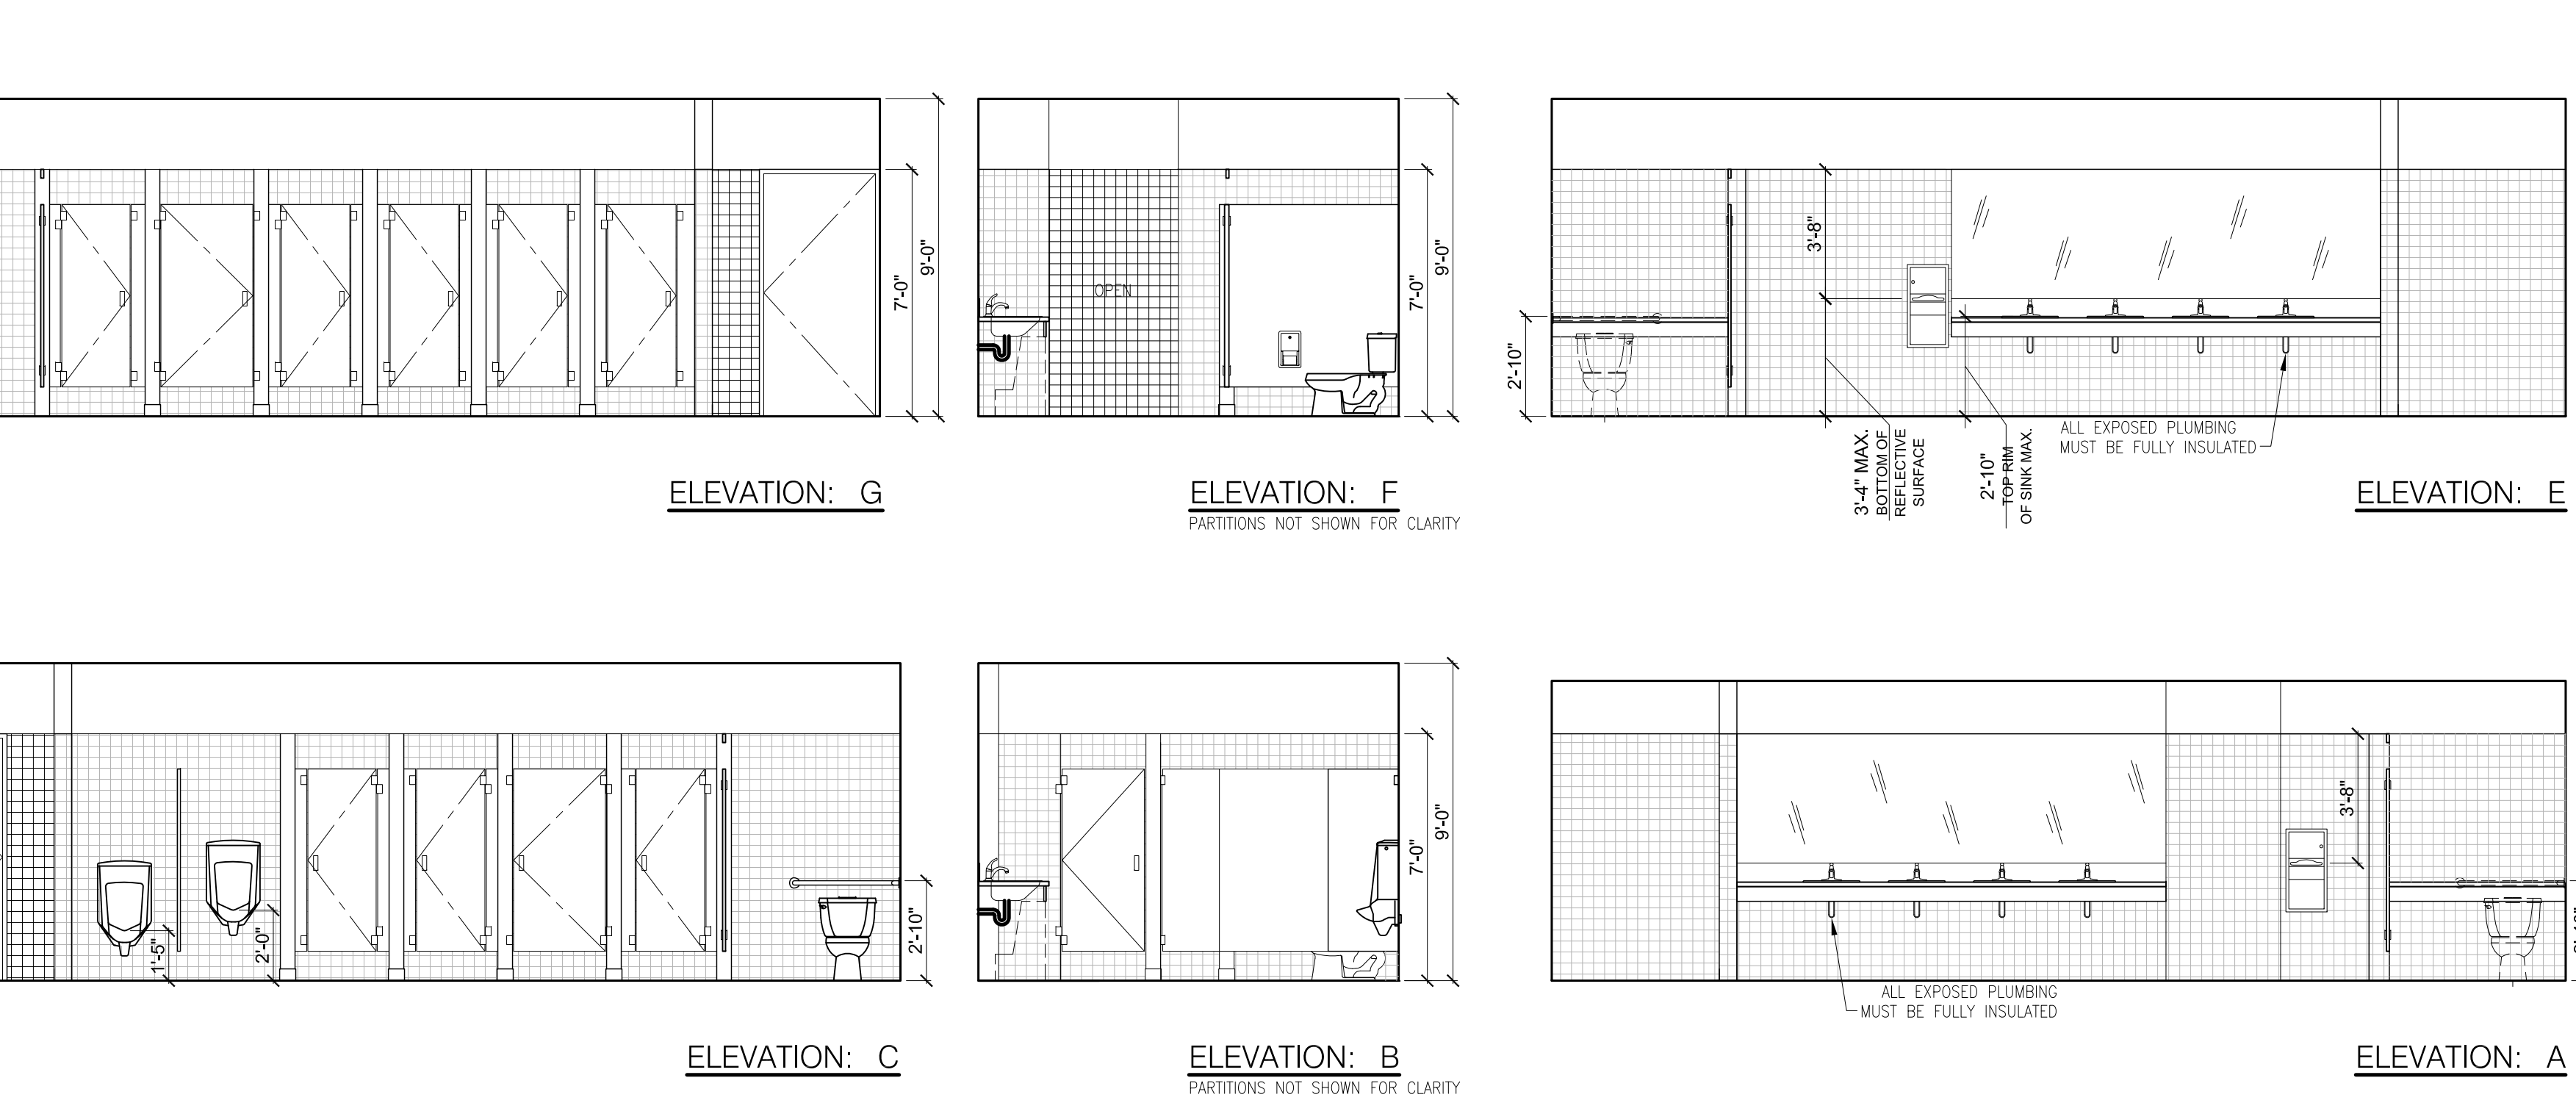 7'-0"
9'-0"
ELEVATION: G
OPEN
7'-0"
9'-0"
ELEVATION: F
PARTITIONS NOT SHOWN FOR CLARITY
2'-10"
3'-8"
3'-4" MAX.
BOTTOM OF
REFLECTIVE
SURFACE
2'-10"
TOP RIM
OF SINK MAX.
ALL EXPOSED PLUMBING
MUST BE FULLY INSULATED
ELEVATION: E
1'-5"
2'-0"
2'-10"
ELEVATION: C
7'-0"
9'-0"
ELEVATION: B
PARTITIONS NOT SHOWN FOR CLARITY
3'-8"
ALL EXPOSED PLUMBING
MUST BE FULLY INSULATED
ELEVATION: A